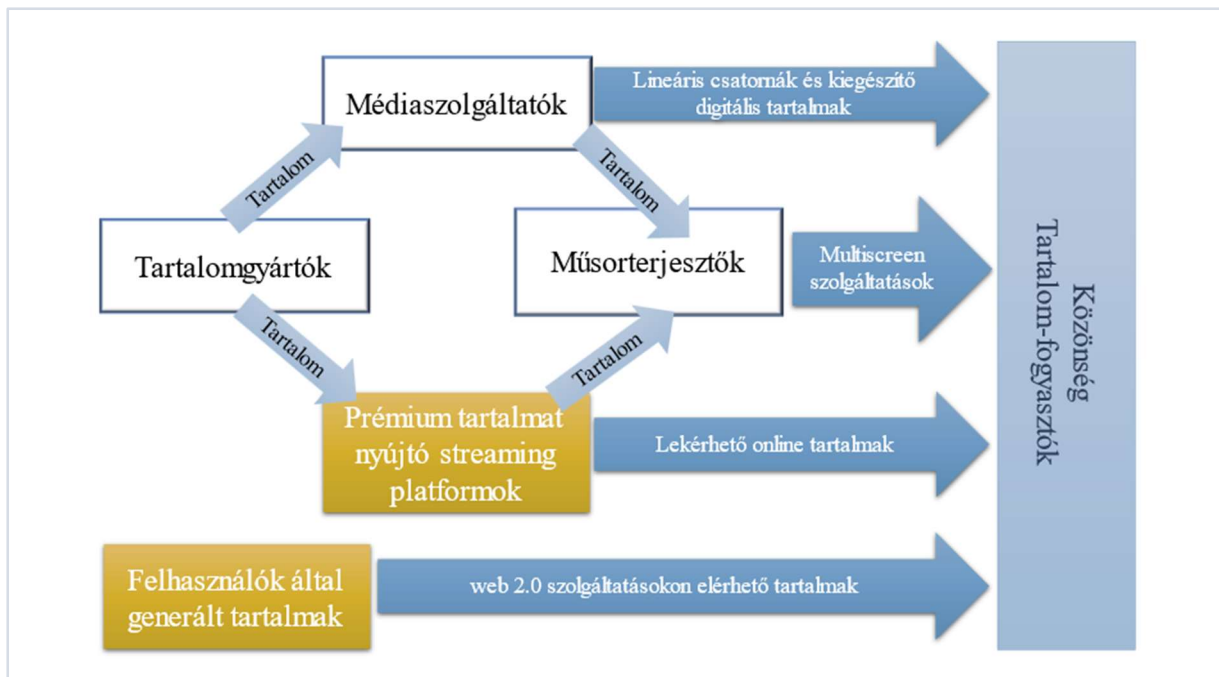 Médiaszolgáltatók
Lineáris csatornák és kiegészítő
digitális tartalmak
Tartalom
Tartalom
Tartalomgyártók
Műsorterjesztők
Multiscreen
szolgáltatások
Tartalom
Tartalom
Prémium tartalmat
nyújtó streaming
platformok
Lekérhető online tartalmak
Felhasználók által
generált tartalmak
web 2.0 szolgáltatásokon elérhető tartalmak
Közönség
Tartalom-fogyasztók